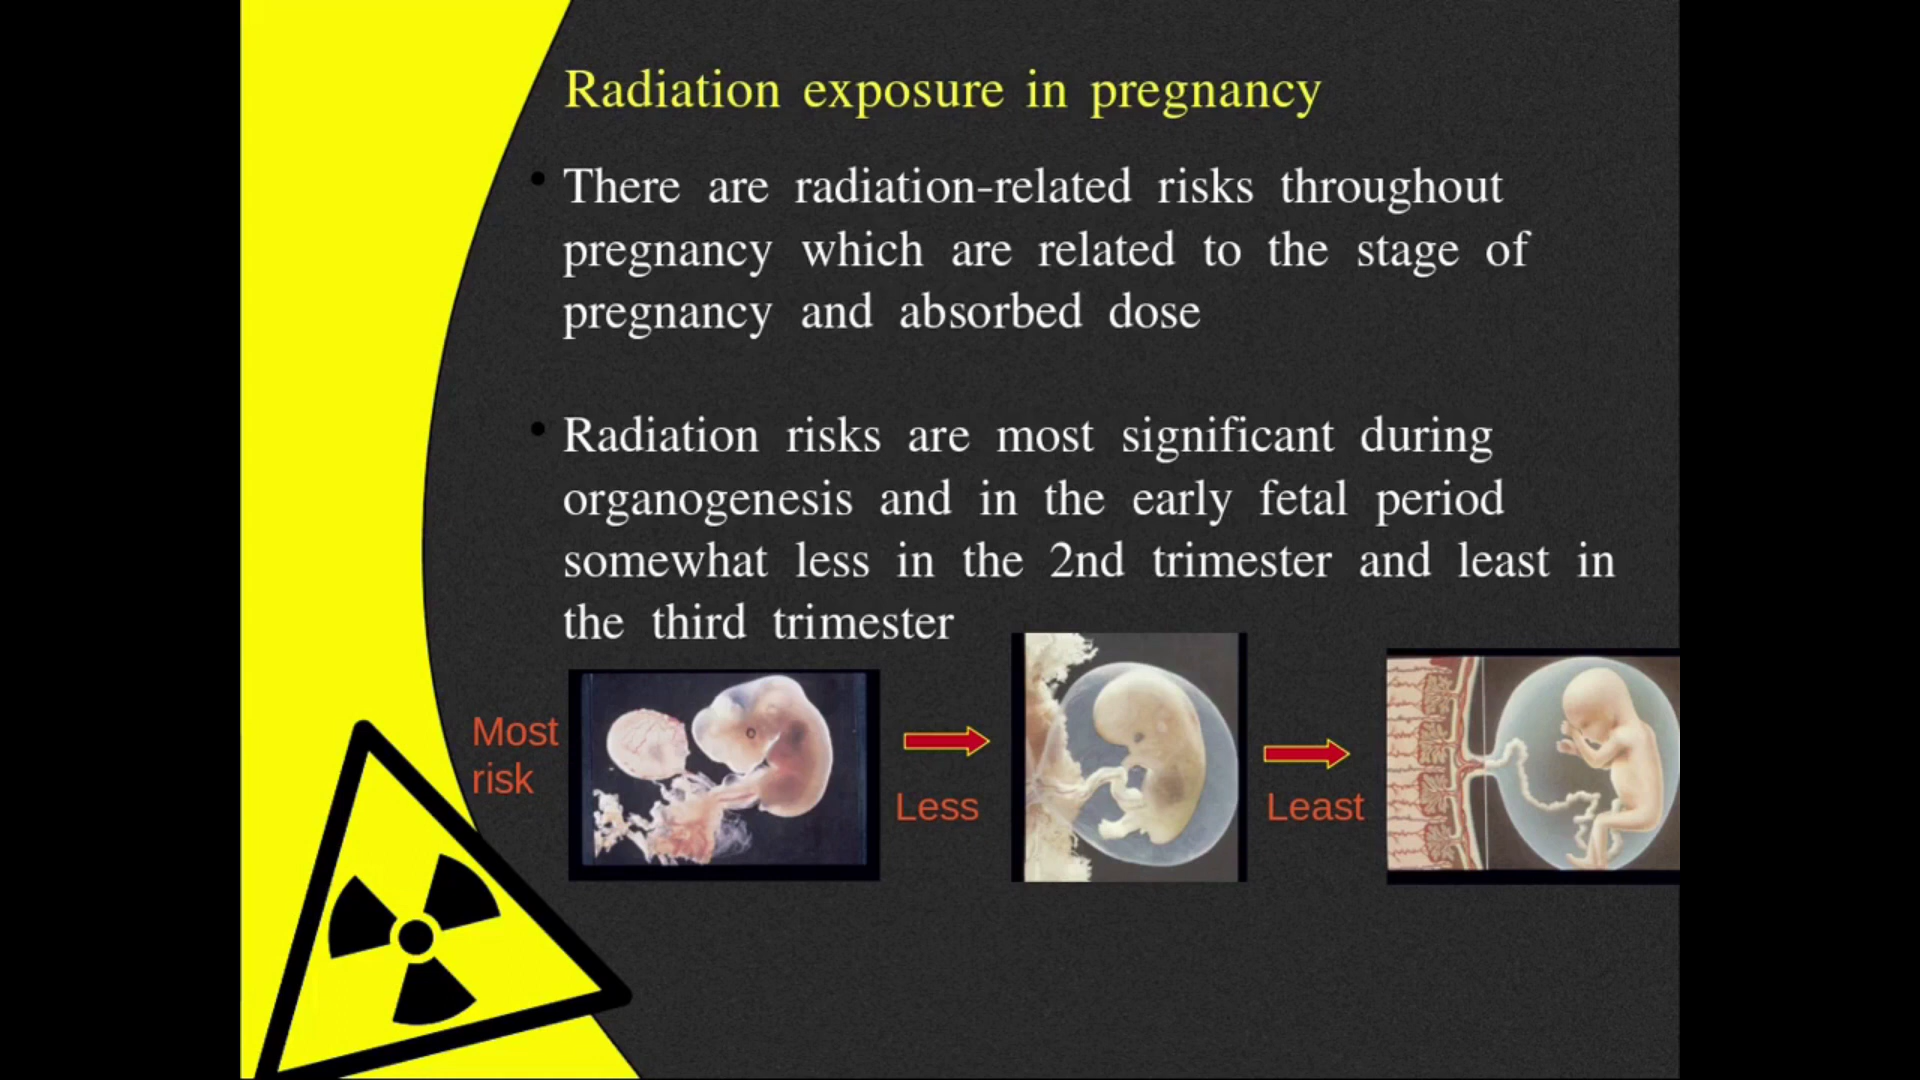 Radiation exposure in pregnancy
• There are radiation-related risks throughout
pregnancy which are related to the stage of
pregnancy and absorbed dose
• Radiation risks are most significant during
organogenesis and in the early fetal period
somewhat less in the 2nd trimester and least in
the third trimester
Most
risk
Less
Least